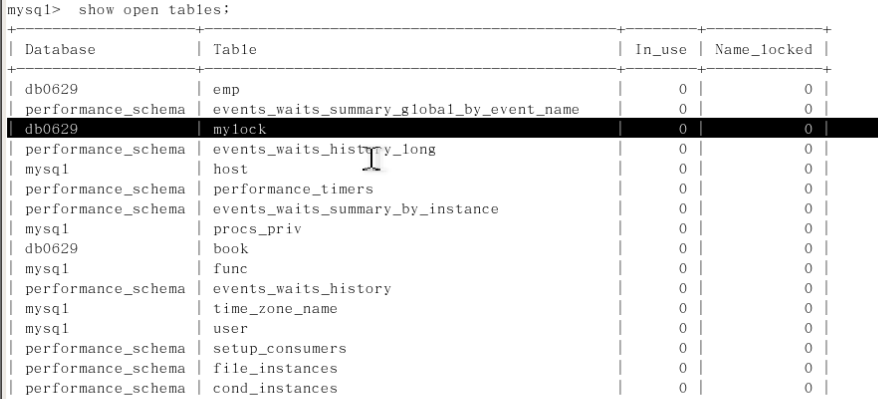 mysql>  show open tables;
+--------------------+----------------------------------------------+--------+-------------+
| Database           | Table                                        | In_use | Name_locked |
+--------------------+----------------------------------------------+--------+-------------+
| db0629             | emp                                          |      0 |           0 |
| performance_schema | events_waits_summary_global_by_event_name    |      0 |           0 |
| db0629             | mylock                                       |      0 |           0 |
| performance_schema | events_waits_history_long                    |      0 |           0 |
| mysql              | host                                         |      0 |           0 |
| performance_schema | performance_timers                           |      0 |           0 |
| performance_schema | events_waits_summary_by_instance             |      0 |           0 |
| mysql              | procs_priv                                   |      0 |           0 |
| db0629             | book                                         |      0 |           0 |
| mysql              | func                                         |      0 |           0 |
| performance_schema | events_waits_history                         |      0 |           0 |
| mysql              | time_zone_name                               |      0 |           0 |
| mysql              | user                                         |      0 |           0 |
| performance_schema | setup_consumers                              |      0 |           0 |
| performance_schema | file_instances                               |      0 |           0 |
| performance_schema | cond_instances                               |      0 |           0 |